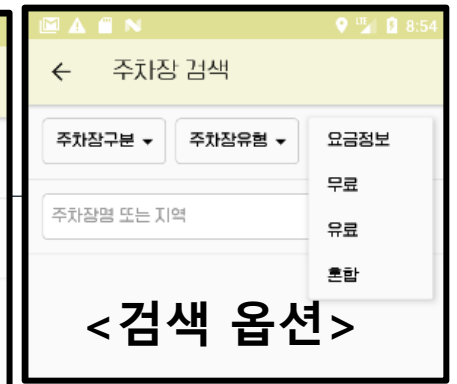 8:54
← 주차장 검색
주차장구분 주차장유형 요금정보
무료
주차장명 또는 지역
유료
혼합
<검색 옵션>